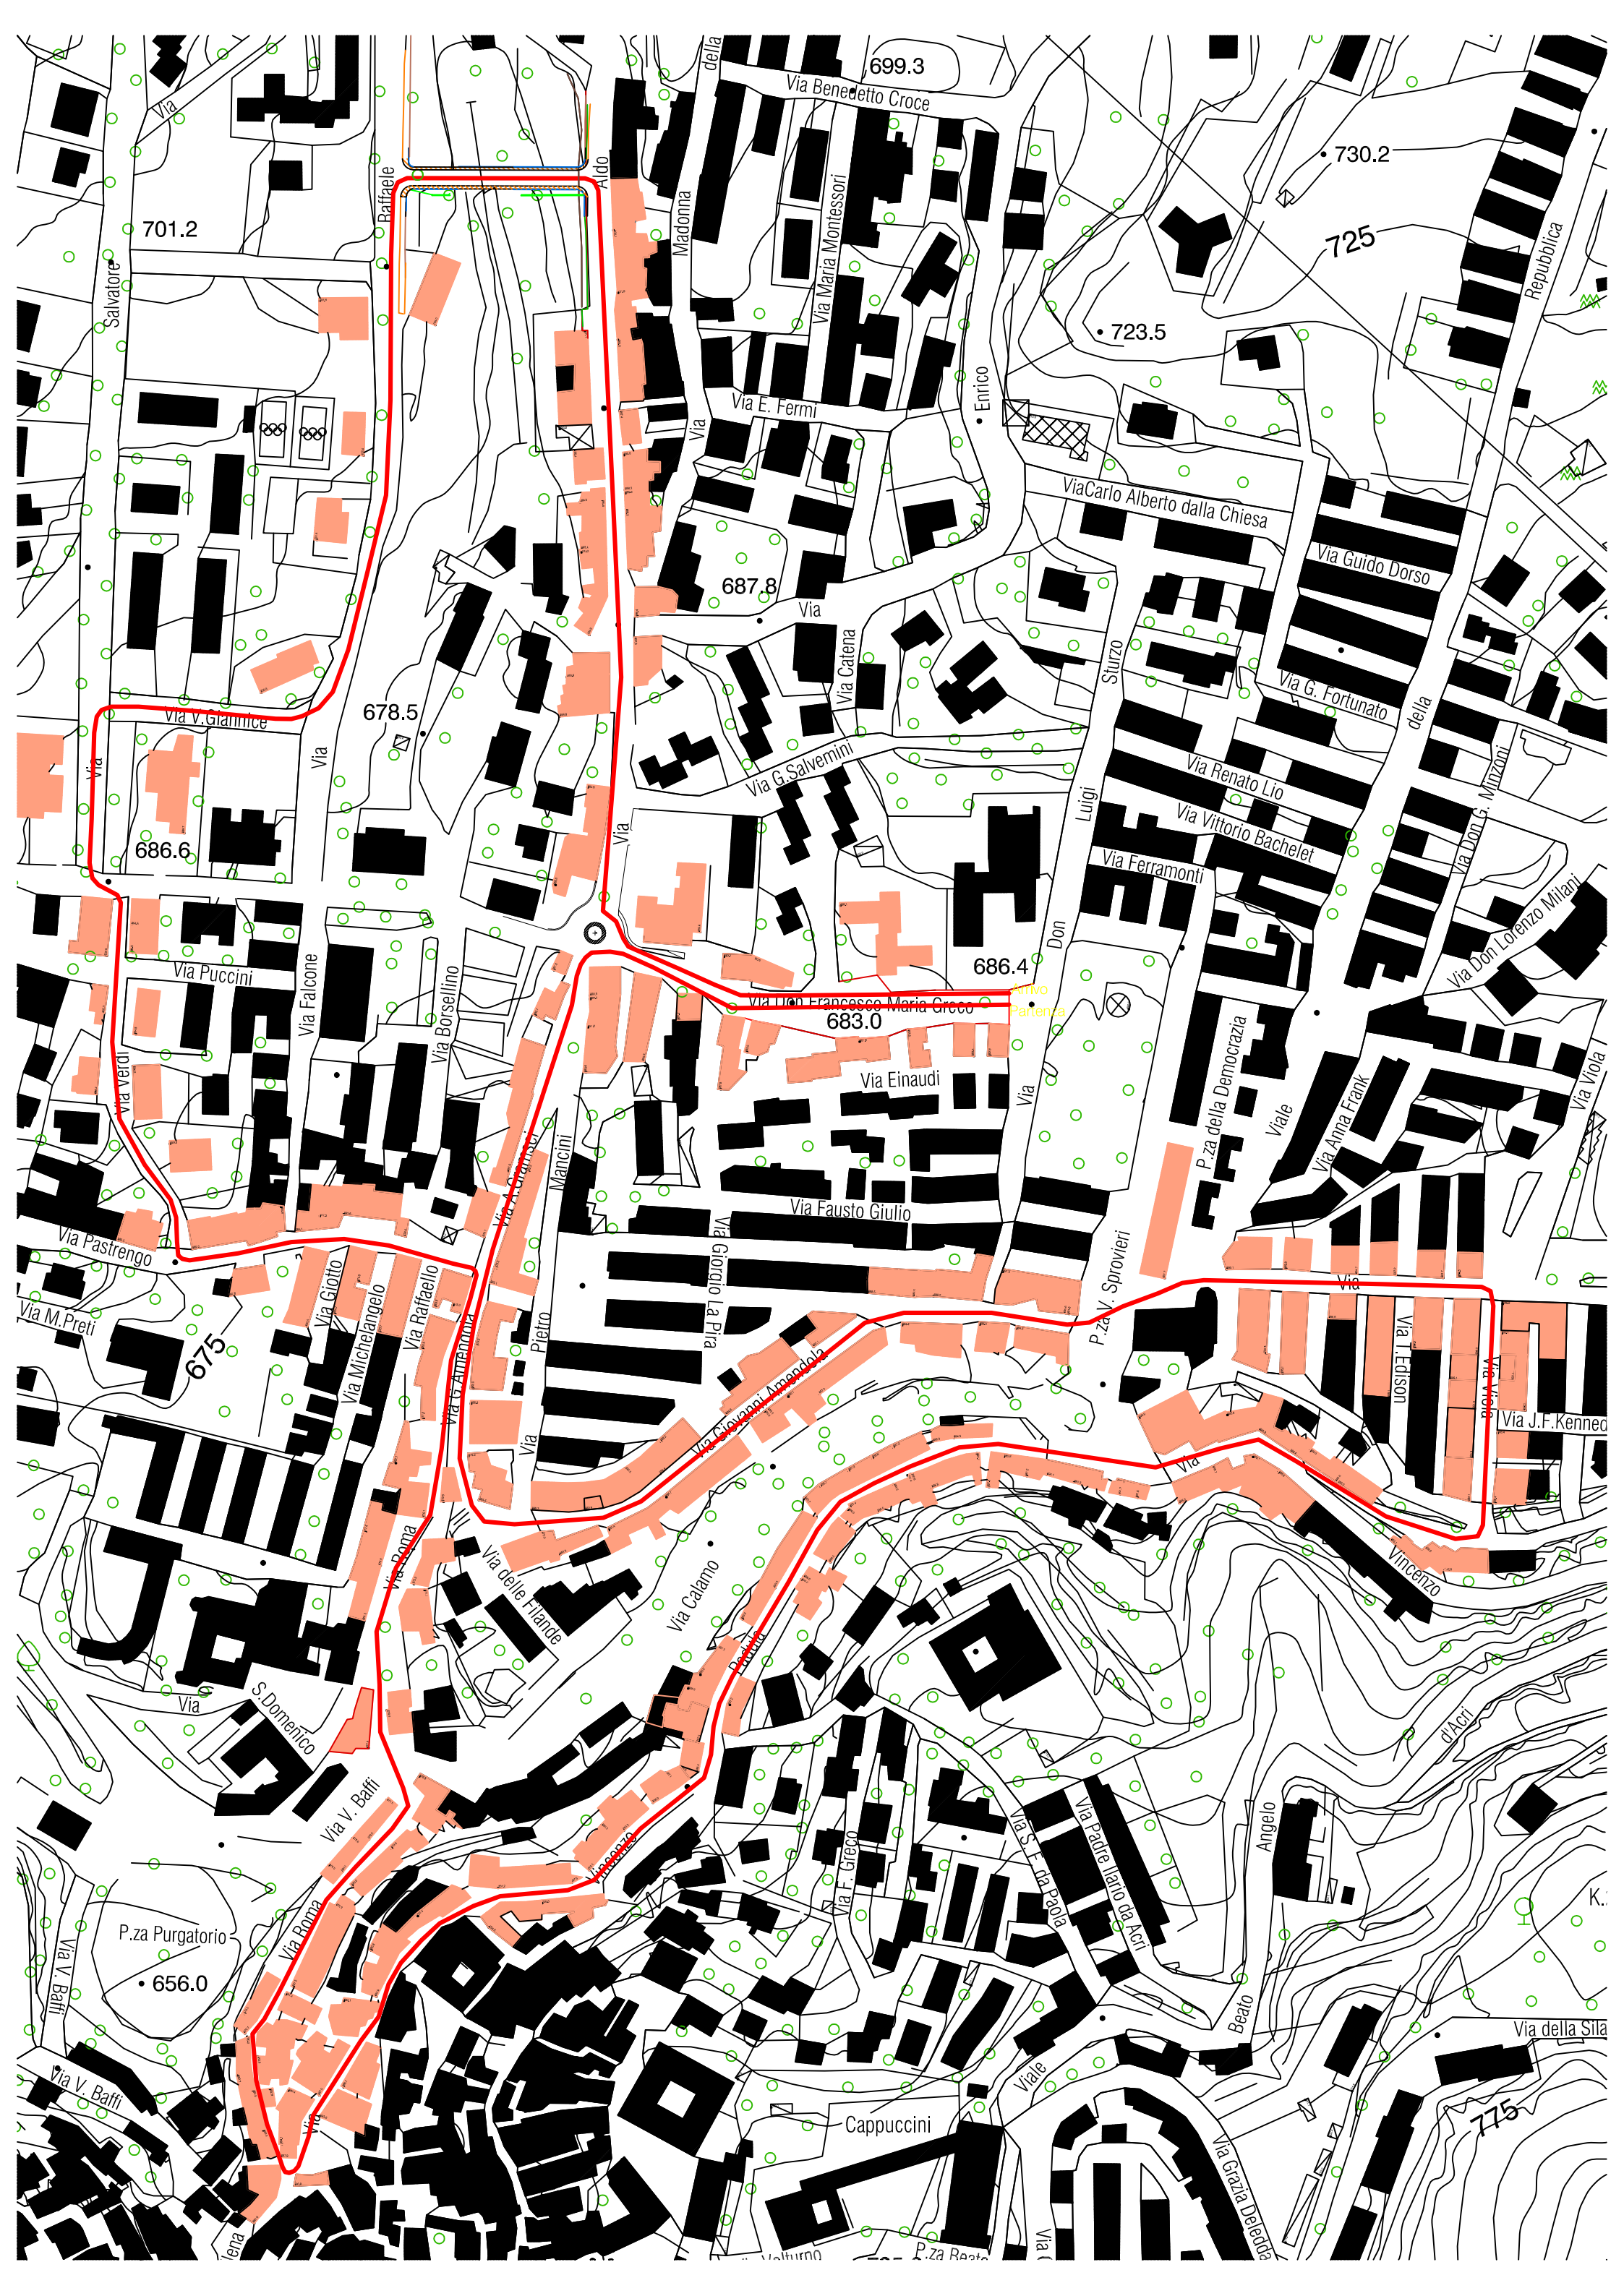 della
699.3
Via Benedetto Croce
Via
730.2
Aldo
Raffaele
Madonna
Via Maria Montessori
701.2
725
Repubblica
Salvatore
723.5
Enrico
Via E. Fermi
Via
ViaCarlo Alberto dalla Chiesa
Via Guido Dorso
687.8
Via
Via Catena
Sturzo
Via G. Fortunato
678.5
Via V.Giannice
della
Via
Via
Via G.Salvemini
Via Renato Lio
Via Don G. Minzoni
Luigi
Via Vittorio Bachelet
Via
686.6
Via Ferramonti
Via Don Lorenzo Milani
Don
Via Puccini
686.4
Via Falcone
Via Borsellino
Arrivo
Via Don Francesco Maria Greco
Partenza
683.0
P.za della Democrazia
Via Verdi
Via Einaudi
Via
Viale
Via Anna Frank
Via Viola
Via A.Gramsci
Mancini
Via Fausto Giulio
Via Giorgio La Pira
Via Pastrengo
P.za V. Sprovieri
Via
Via Giotto
Via Raffaello
Via Michelangelo
Via M.Preti
675
Pietro
Via G.Amendola
Via T.Edison
Via Viola
Via Giovanni Amendola
Via J.F.Kenned
Via
Via
Via Roma
Via delle Filande
Via Calamo
Vincenzo
Padula
Via
S.Domenico
d'Acri
Via V. Baffi
Via F. Greco
Via S. F. da Paola
Via Padre Ilario da Acri
Angelo
Vincenzo
Via Roma
P.za Purgatorio
K.
Via V. Baffi
656.0
Beato
Via della Sila
Via V. Baffi
Viale
Via
Cappuccini
775
Via Grazia Deledda
lena
Volturno
P.za Beato
Via